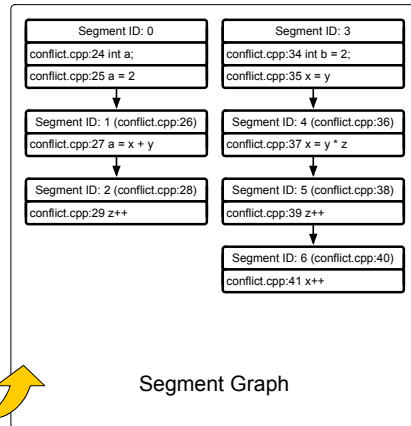 Segment ID: 0
conflict.cpp:24 int a;
conflict.cpp:25 a = 2
Segment ID: 1 (conflict.cpp:26)
conflict.cpp:27 a = x + y
Segment ID: 2 (conflict.cpp:28)
conflict.cpp:29 z++
Segment ID: 3
conflict.cpp:34 int b = 2;
conflict.cpp:35 x = y
Segment ID: 4 (conflict.cpp:36)
conflict.cpp:37 x = y * z
Segment ID: 5 (conflict.cpp:38)
conflict.cpp:39 z++
Segment ID: 6 (conflict.cpp:40)
conflict.cpp:41 x++
Segment Graph